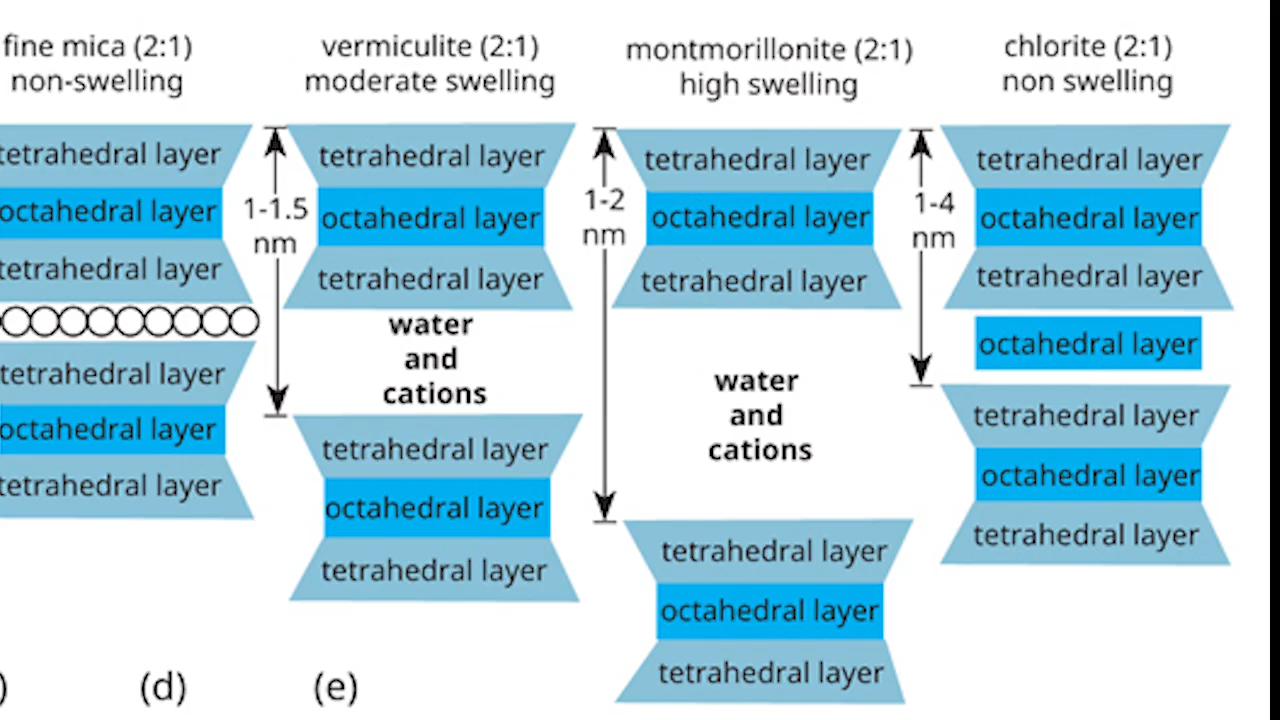 fine mica (2:1)
non-swelling
tetrahedral layer
octahedral layer
tetrahedral layer
tetrahedral layer
octahedral layer
tetrahedral layer
vermiculite (2:1)
moderate swelling
1-1.5
nm
tetrahedral layer
octahedral layer
tetrahedral layer
water
and
cations
tetrahedral layer
octahedral layer
tetrahedral layer
montmorillonite (2:1)
high swelling
1-2
nm
tetrahedral layer
octahedral layer
tetrahedral layer
water
and
cations
tetrahedral layer
octahedral layer
tetrahedral layer
chlorite (2:1)
non swelling
1-4
nm
tetrahedral layer
octahedral layer
tetrahedral layer
octahedral layer
tetrahedral layer
octahedral layer
tetrahedral layer
) (d) (e)